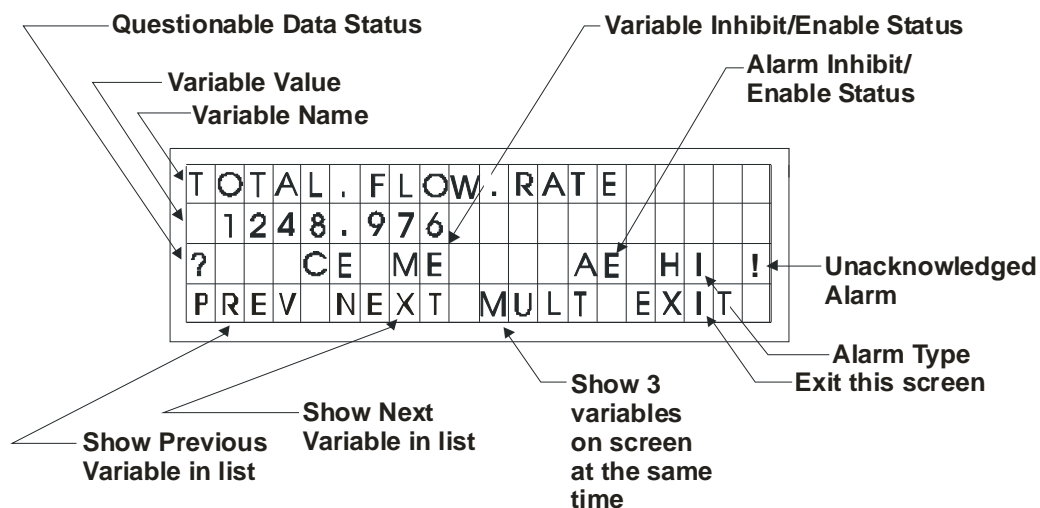 Questionable Data Status
Variable Inhibit/Enable Status
Alarm Inhibit/
Enable Status
Variable Value
Variable Name
TOTAL.FLOW.RATE
1248.976
? CE ME AE HI !
PREV NEXT MULT EXIT
Unacknowledged
Alarm
Alarm Type
Exit this screen
Show 3
variables
on screen
at the same
time
Show Next
Variable in list
Show Previous
Variable in list